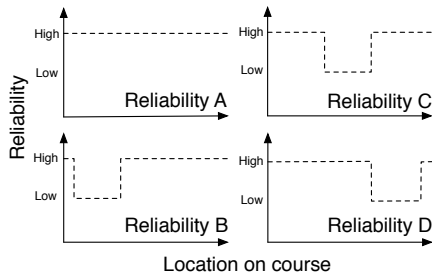 Reliability
High
Low
Reliability A
High
Low
Reliability C
High
Low
Reliability B
High
Low
Reliability D
Location on course